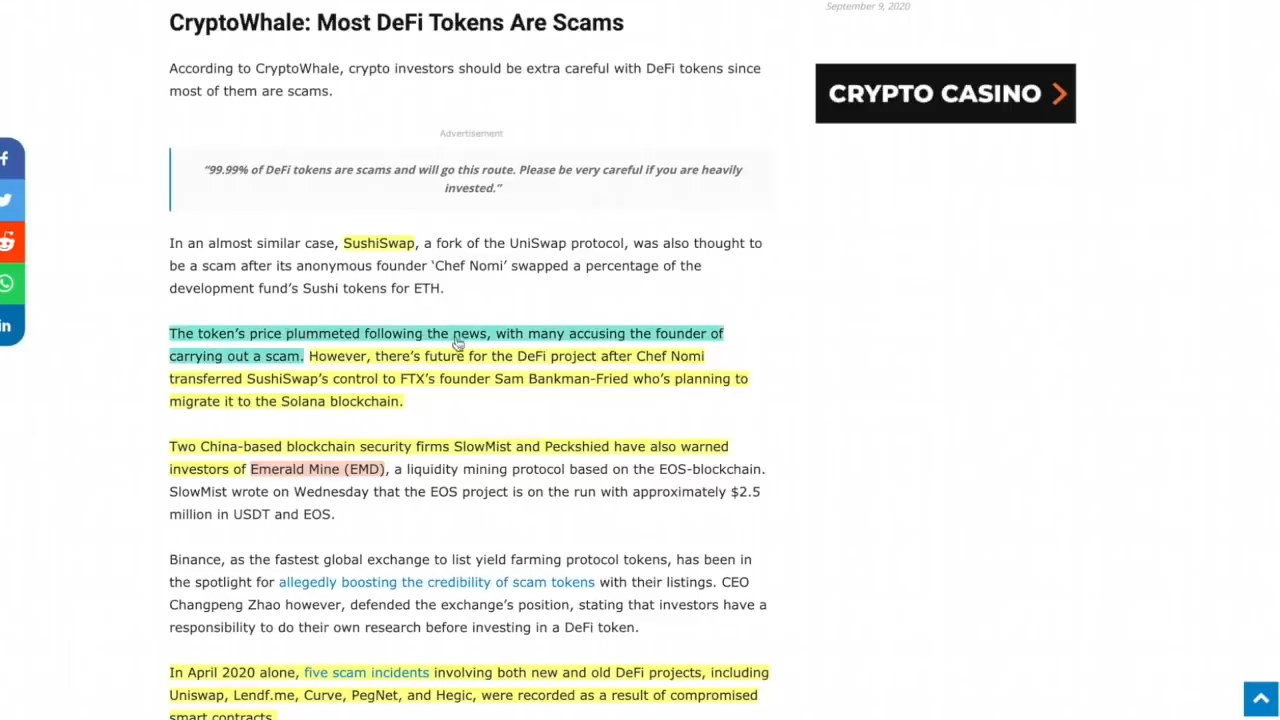 September 9, 2020
CryptoWhale: Most DeFi Tokens Are Scams
According to CryptoWhale, crypto investors should be extra careful with DeFi tokens since
most of them are scams.
CRYPTO CASINO
Advertisement
“99.99% of DeFi tokens are scams and will go this route. Please be very careful if you are heavily
invested.”
In an almost similar case, SushiSwap, a fork of the UniSwap protocol, was also thought to
be a scam after its anonymous founder ‘Chef Nomi’ swapped a percentage of the
development fund’s Sushi tokens for ETH.
The token’s price plummeted following the news, with many accusing the founder of
carrying out a scam. However, there’s future for the DeFi project after Chef Nomi
transferred SushiSwap’s control to FTX’s founder Sam Bankman-Fried who’s planning to
migrate it to the Solana blockchain.
Two China-based blockchain security firms SlowMist and Peckshied have also warned
investors of Emerald Mine (EMD), a liquidity mining protocol based on the EOS-blockchain.
SlowMist wrote on Wednesday that the EOS project is on the run with approximately $2.5
million in USDT and EOS.
Binance, as the fastest global exchange to list yield farming protocol tokens, has been in
the spotlight for allegedly boosting the credibility of scam tokens with their listings. CEO
Changpeng Zhao however, defended the exchange’s position, stating that investors have a
responsibility to do their own research before investing in a DeFi token.
In April 2020 alone, five scam incidents involving both new and old DeFi projects, including
Uniswap, Lendf.me, Curve, PegNet, and Hegic, were recorded as a result of compromised
smart contracts.